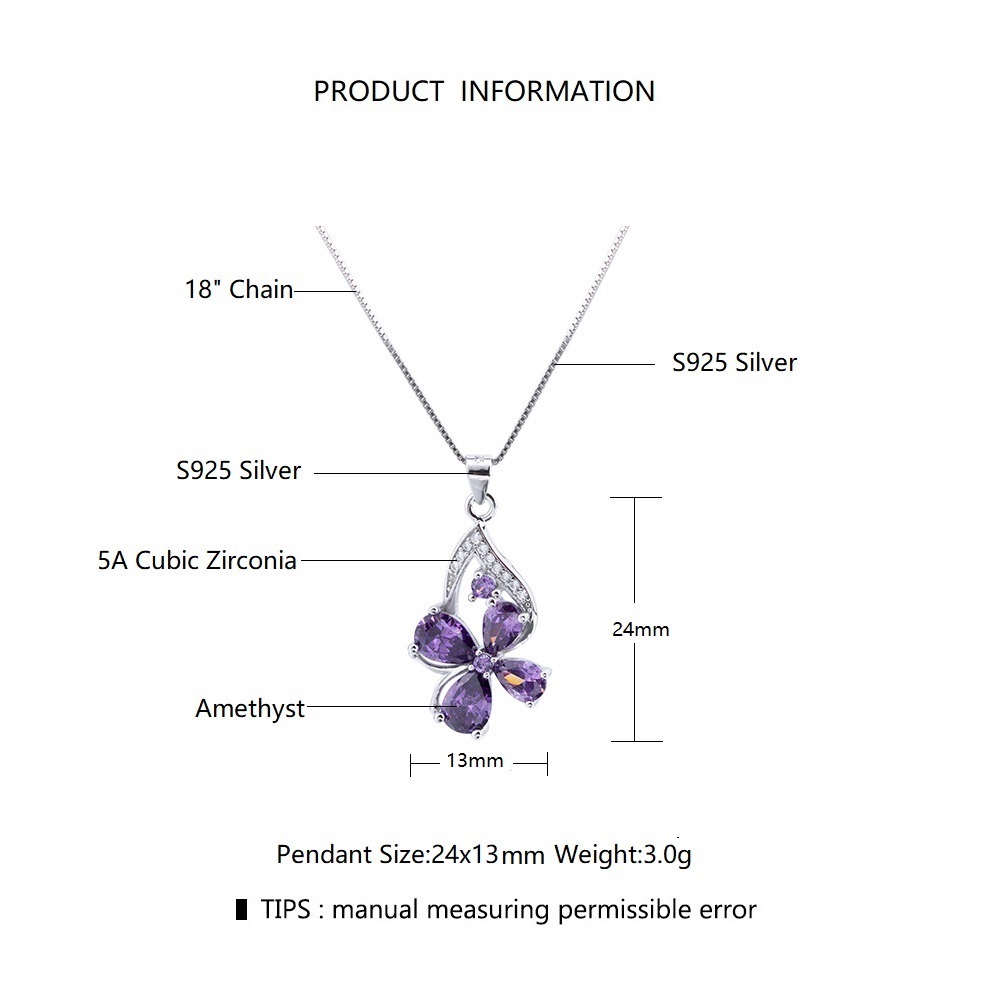 PRODUCT INFORMATION
18" Chain
S925 Silver
S925 Silver
5A Cubic Zirconia
24mm
Amethyst
13mm
Pendant Size:24x13mm Weight:3.0g
TIPS : manual measuring permissible error